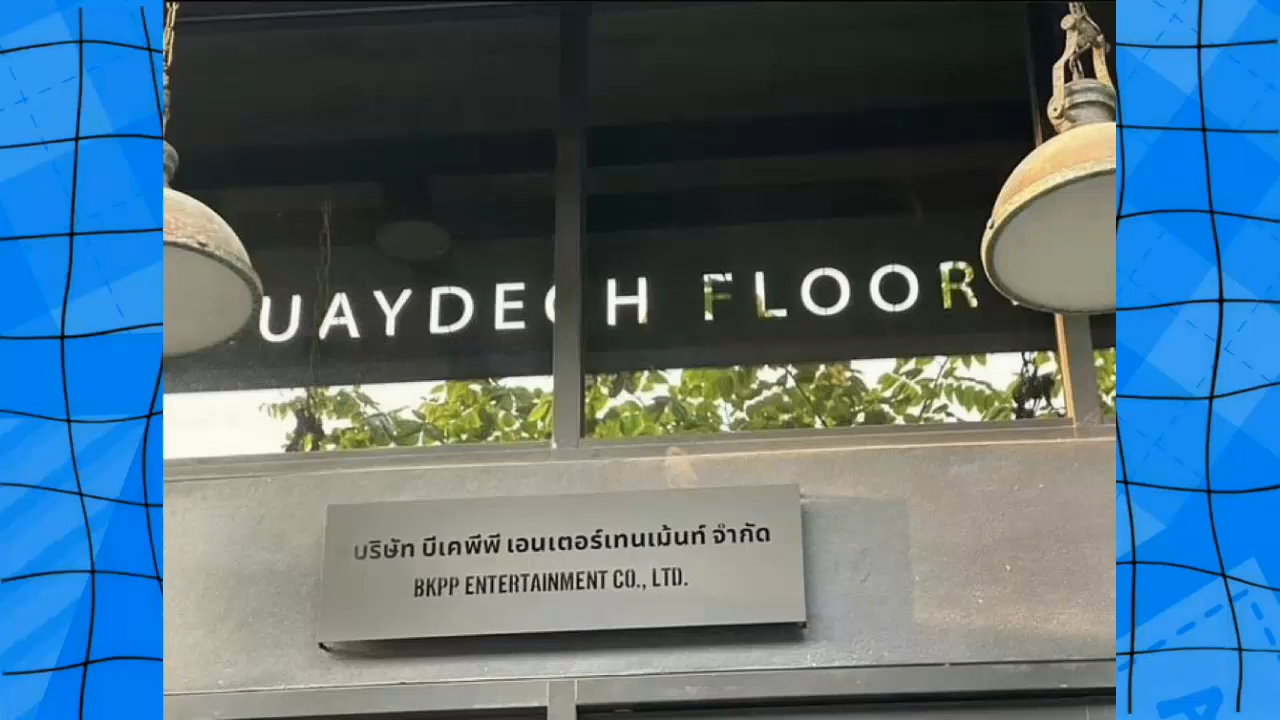 UAYDECH FLOOR
บริษัท บีเคพีพี เอนเตอร์เทนเม้นท์ จำกัด
BKPP ENTERTAINMENT CO., LTD.